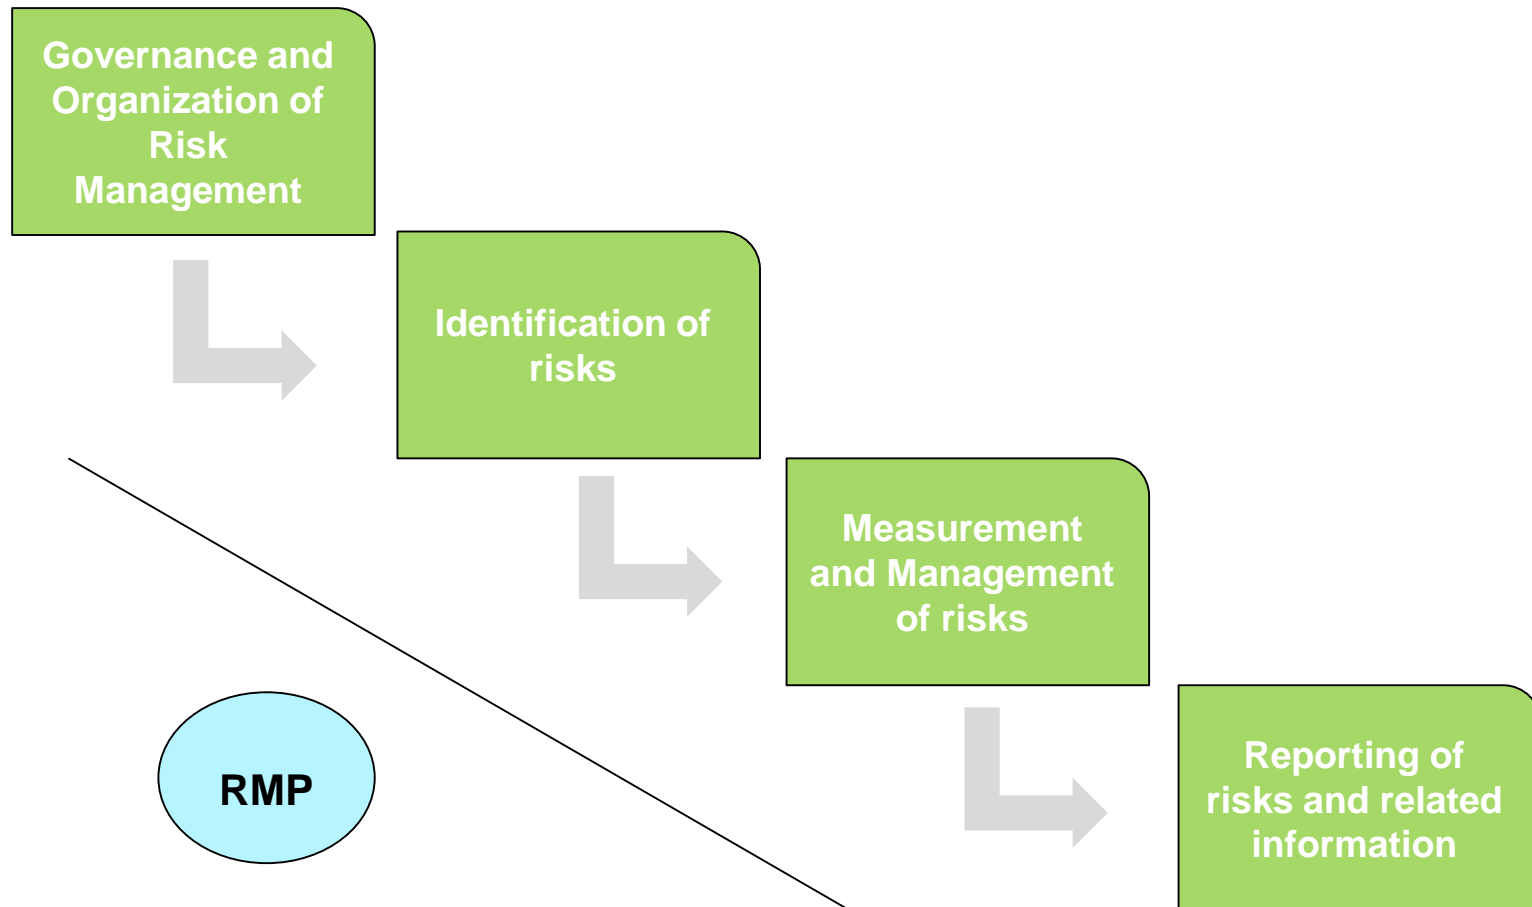 Governance and
Organization of
Risk
Management
Identification of
risks
Measurement
and Management
of risks
RMP
Reporting of
risks and related
information